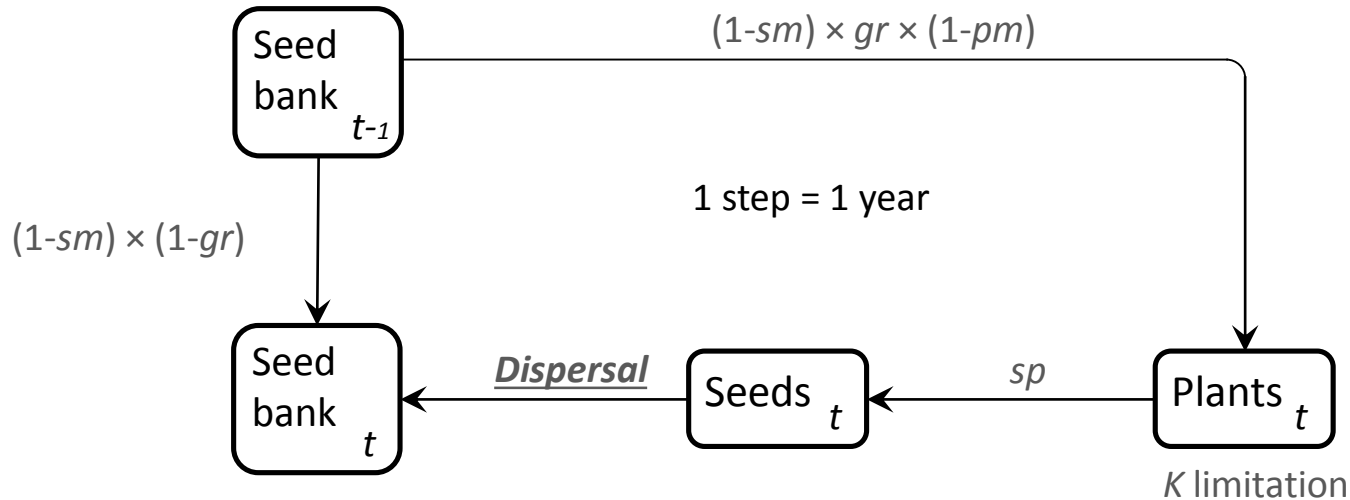 (1-sm) × gr × (1-pm)
Seed
bank
t-1
1 step = 1 year
(1-sm) × (1-gr)
Seed
bank
t
Dispersal
Seeds t
sp
Plants t
K limitation